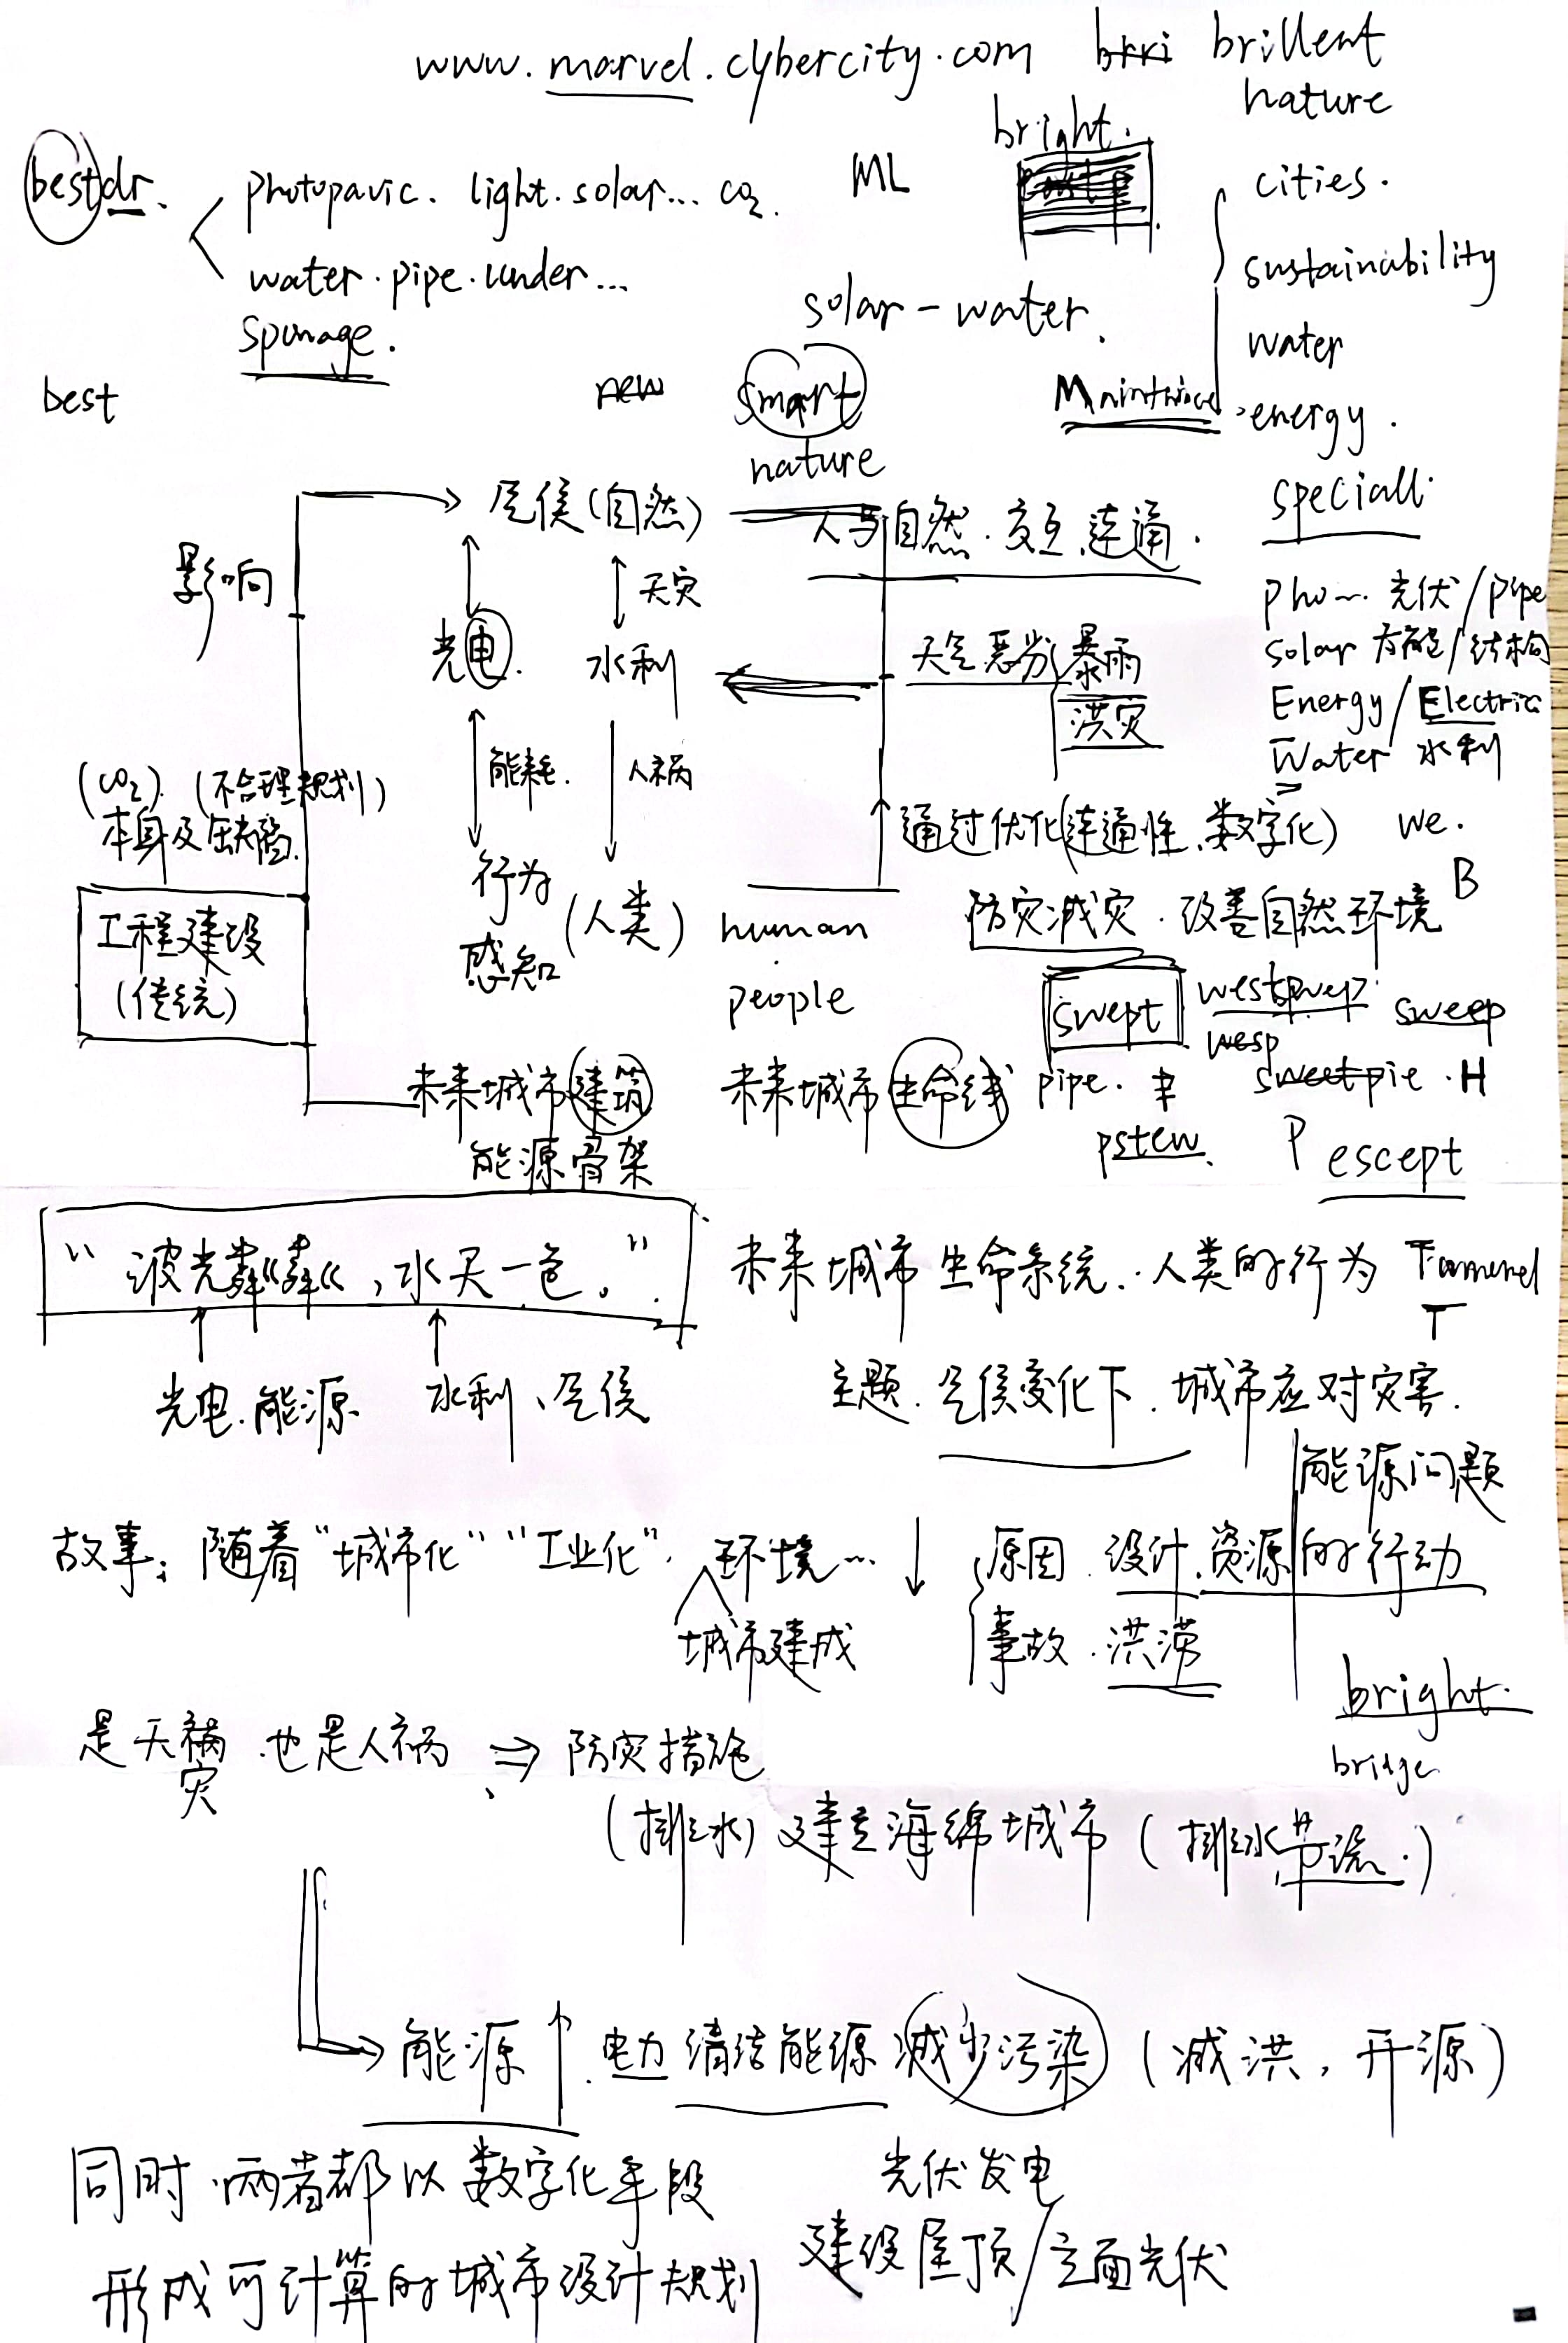 www.marvel.cybercity.com brki brillent
nature
bright.
bestdr. photopavic. light. solar... co2. ML cities.
water. pipe. under... sustainability
spunage. solar-water. water
best new smart energy.
nature
气候(自然) 人与自然.交互.连通. speciall.
影响 天灾 pho... 光伏/pipe
光电. 水利 天气恶劣 暴雨 solar /结构
洪灾 Energy/Electric
能耗. 人祸 Water 水利
(CO2). (不合理规划)
本身及缺陷. 通过优化(连通性、数字化) we.
行为 (人类) human 防灾减灾.改善自然环境 B
工程建设 感知
(传统) people swept westpwep sweep
wesp
未来城市建筑 未来城市生命线 pipe. sweetpie.H
能源骨架 pstew. P escept
“波光粼粼，水天一色。” 未来城市生命系统..人类的行为
T
光电.能源. 水利、气候 主题.气候变化下.城市应对灾害.
能源问题
故事：随着“城市化”“工业化”.环境...↓ 原因.设计.资源 的行动
城市建成 事故.洪涝
bright.
是天祸.也是人祸 ⇒ 防灾措施 bridge
灾
(排水)建立海绵城市(排水节流.)
能源↑.电力 清洁能源 减少污染 (减洪，开源)
同时.两者都以数字化手段 光伏发电
形成可计算的城市设计规划 建设屋顶/立面光伏